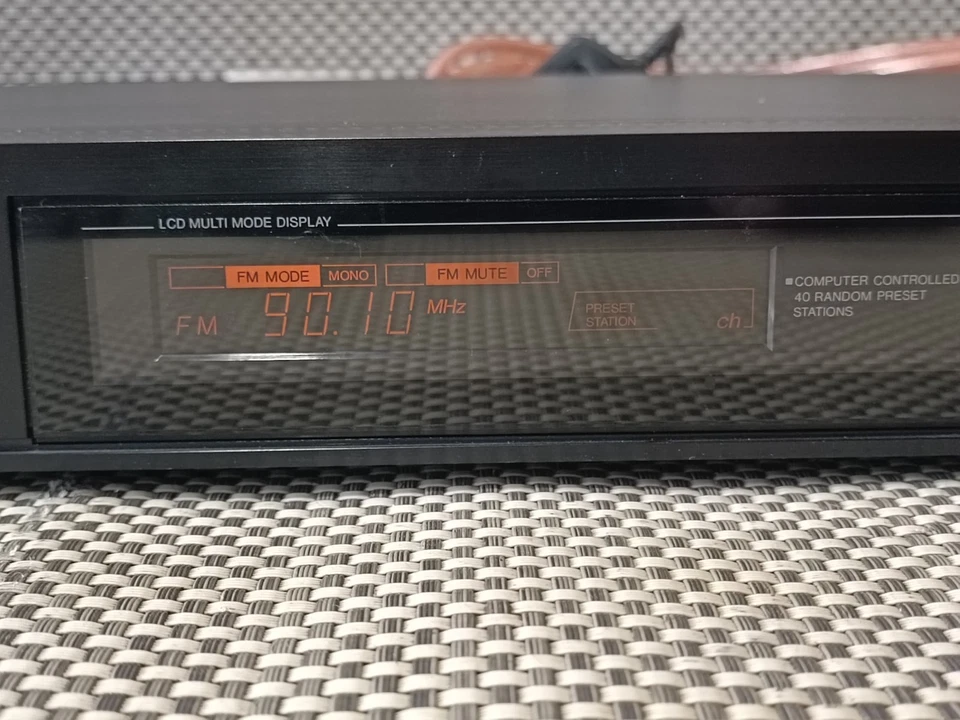 LCD MULTI MODE DISPLAY
FM MODE MONO FM MUTE OFF
FM 90.10 MHz
PRESET
STATION ch
■COMPUTER CONTROLLED
40 RANDOM PRESET
STATIONS